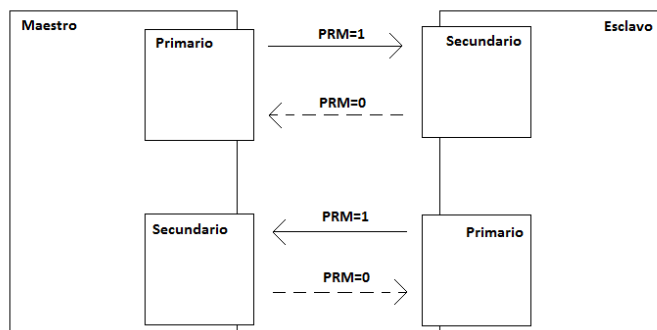 Maestro
Esclavo
Primario
PRM=1
Secundario
PRM=0
PRM=1
Secundario
Primario
PRM=0